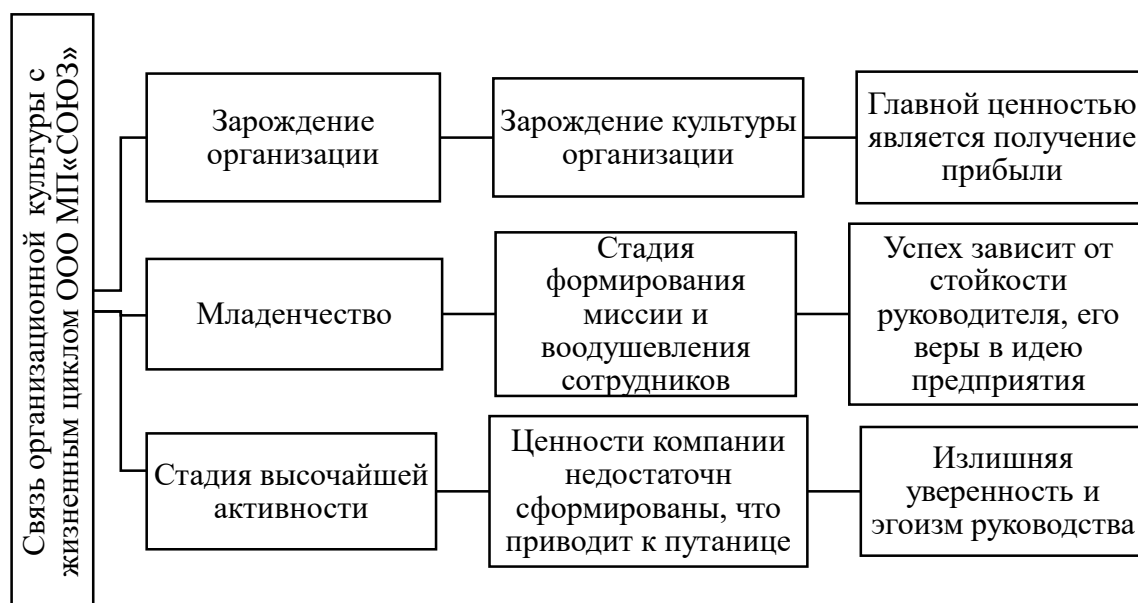 Связь организационной культуры с
жизненным циклом ООО МП«СОЮЗ»
Зарождение
организации
Зарождение культуры
организации
Главной ценностью
является получение
прибыли
Младенчество
Стадия
формирования
миссии и
воодушевления
сотрудников
Успех зависит от
стойкости
руководителя, его
веры в идею
предприятия
Стадия высочайшей
активности
Ценности компании
недостаточн
сформированы, что
приводит к путанице
Излишняя
уверенность и
эгоизм руководства